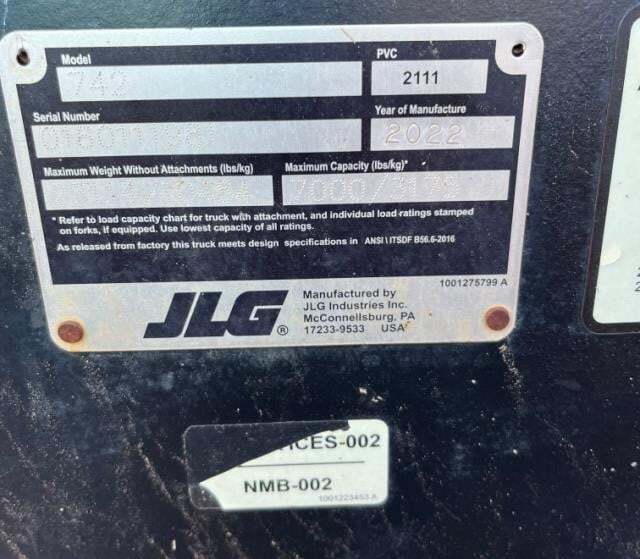 Model
742
PVC
2111
Serial Number
Year of Manufacture
2022
Maximum Weight Without Attachments (lbs/kg)
Maximum Capacity (lbs/kg)*
7000/3175
* Refer to load capacity chart for truck with attachment, and individual load ratings stamped
on forks, if equipped. Use lowest capacity of all ratings.
As released from factory this truck meets design specifications in ANSI \ ITSDF B56.6-2016
1001275799 A
JLG®
Manufactured by
JLG Industries Inc.
McConnellsburg, PA
17233-9533 USA
ICES-002
NMB-002
1001223453 A